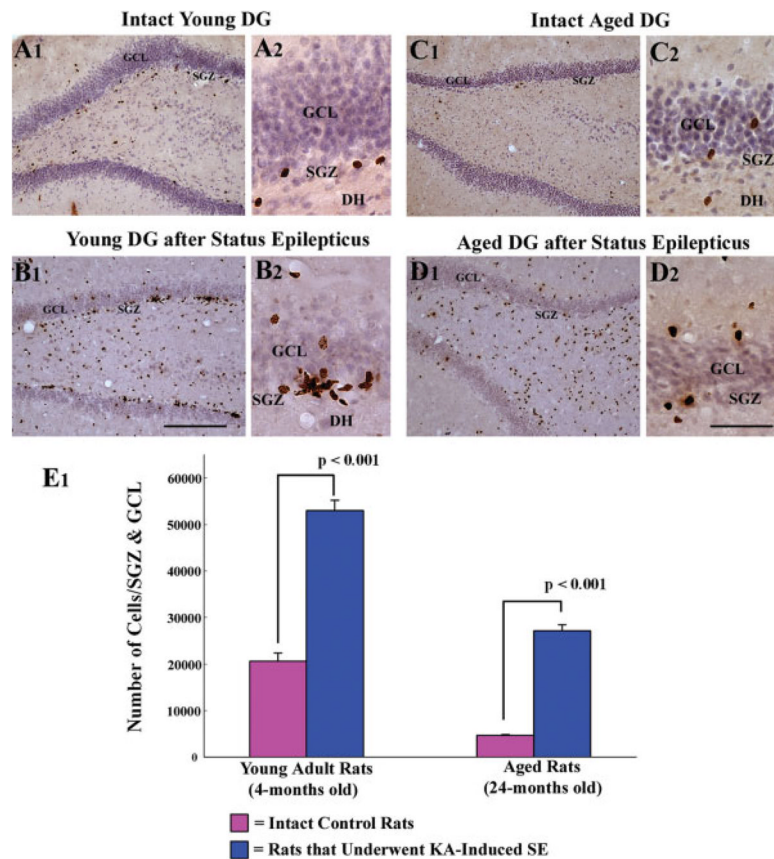 Intact Young DG
Intact Aged DG
A1
GCL
SGZ
A2
GCL
SGZ
DH
C1
GCL
SGZ
C2
GCL
SGZ
DH
Young DG after Status Epilepticus
Aged DG after Status Epilepticus
B1
GCL
SGZ
B2
GCL
SGZ
DH
D1
GCL
SGZ
D2
GCL
SGZ
E1
Number of Cells/SGZ & GCL
60000
50000
40000
30000
20000
10000
0
p < 0.001
p < 0.001
Young Adult Rats
(4-months old)
Aged Rats
(24-months old)
= Intact Control Rats
= Rats that Underwent KA-Induced SE